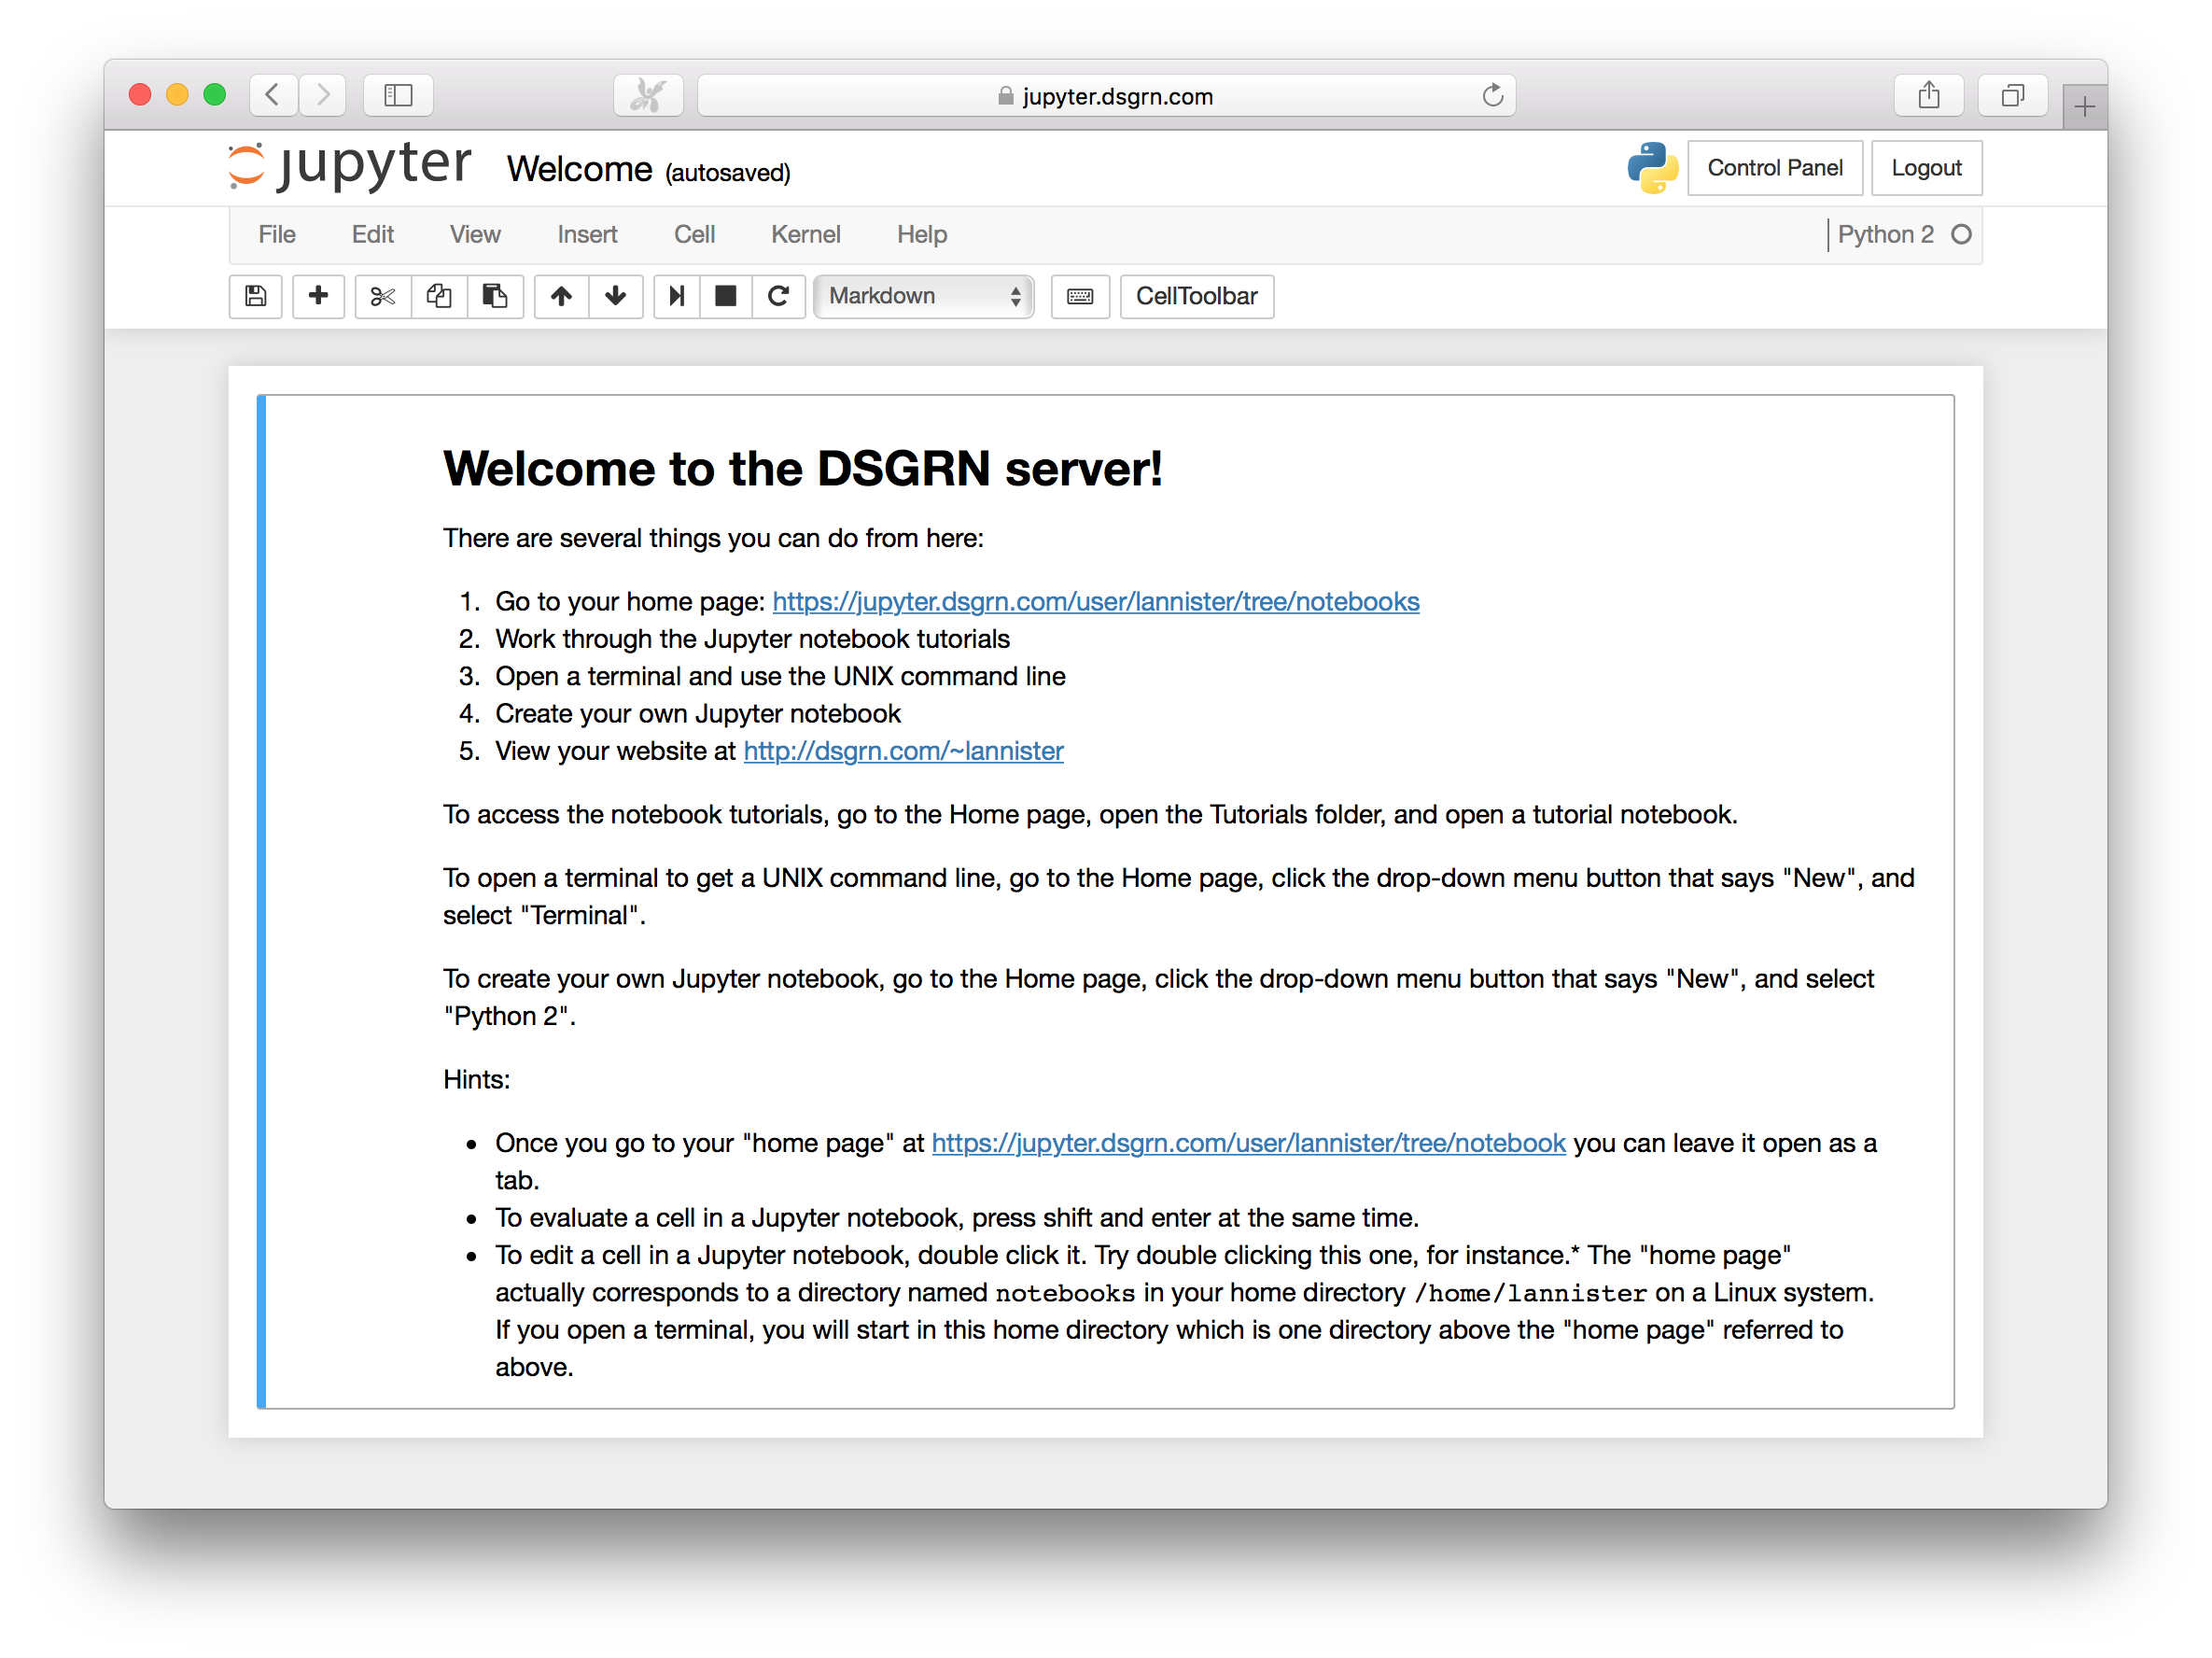 jupyter.dsgrn.com
jupyter Welcome (autosaved) Control Panel Logout
File Edit View Insert Cell Kernel Help Python 2
Markdown CellToolbar
Welcome to the DSGRN server!
There are several things you can do from here:
1. Go to your home page: https://jupyter.dsgrn.com/user/lannister/tree/notebooks
2. Work through the Jupyter notebook tutorials
3. Open a terminal and use the UNIX command line
4. Create your own Jupyter notebook
5. View your website at http://dsgrn.com/~lannister
To access the notebook tutorials, go to the Home page, open the Tutorials folder, and open a tutorial notebook.
To open a terminal to get a UNIX command line, go to the Home page, click the drop-down menu button that says "New", and
select "Terminal".
To create your own Jupyter notebook, go to the Home page, click the drop-down menu button that says "New", and select
"Python 2".
Hints:
• Once you go to your "home page" at https://jupyter.dsgrn.com/user/lannister/tree/notebook you can leave it open as a
tab.
• To evaluate a cell in a Jupyter notebook, press shift and enter at the same time.
• To edit a cell in a Jupyter notebook, double click it. Try double clicking this one, for instance.* The "home page"
actually corresponds to a directory named notebooks in your home directory /home/lannister on a Linux system.
If you open a terminal, you will start in this home directory which is one directory above the "home page" referred to
above.